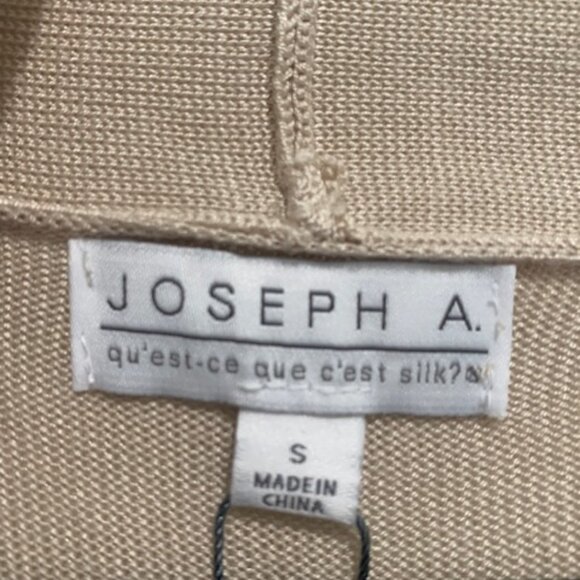 JOSEPH A.
qu'est-ce que c'est silk?®
S
MADE IN
CHINA